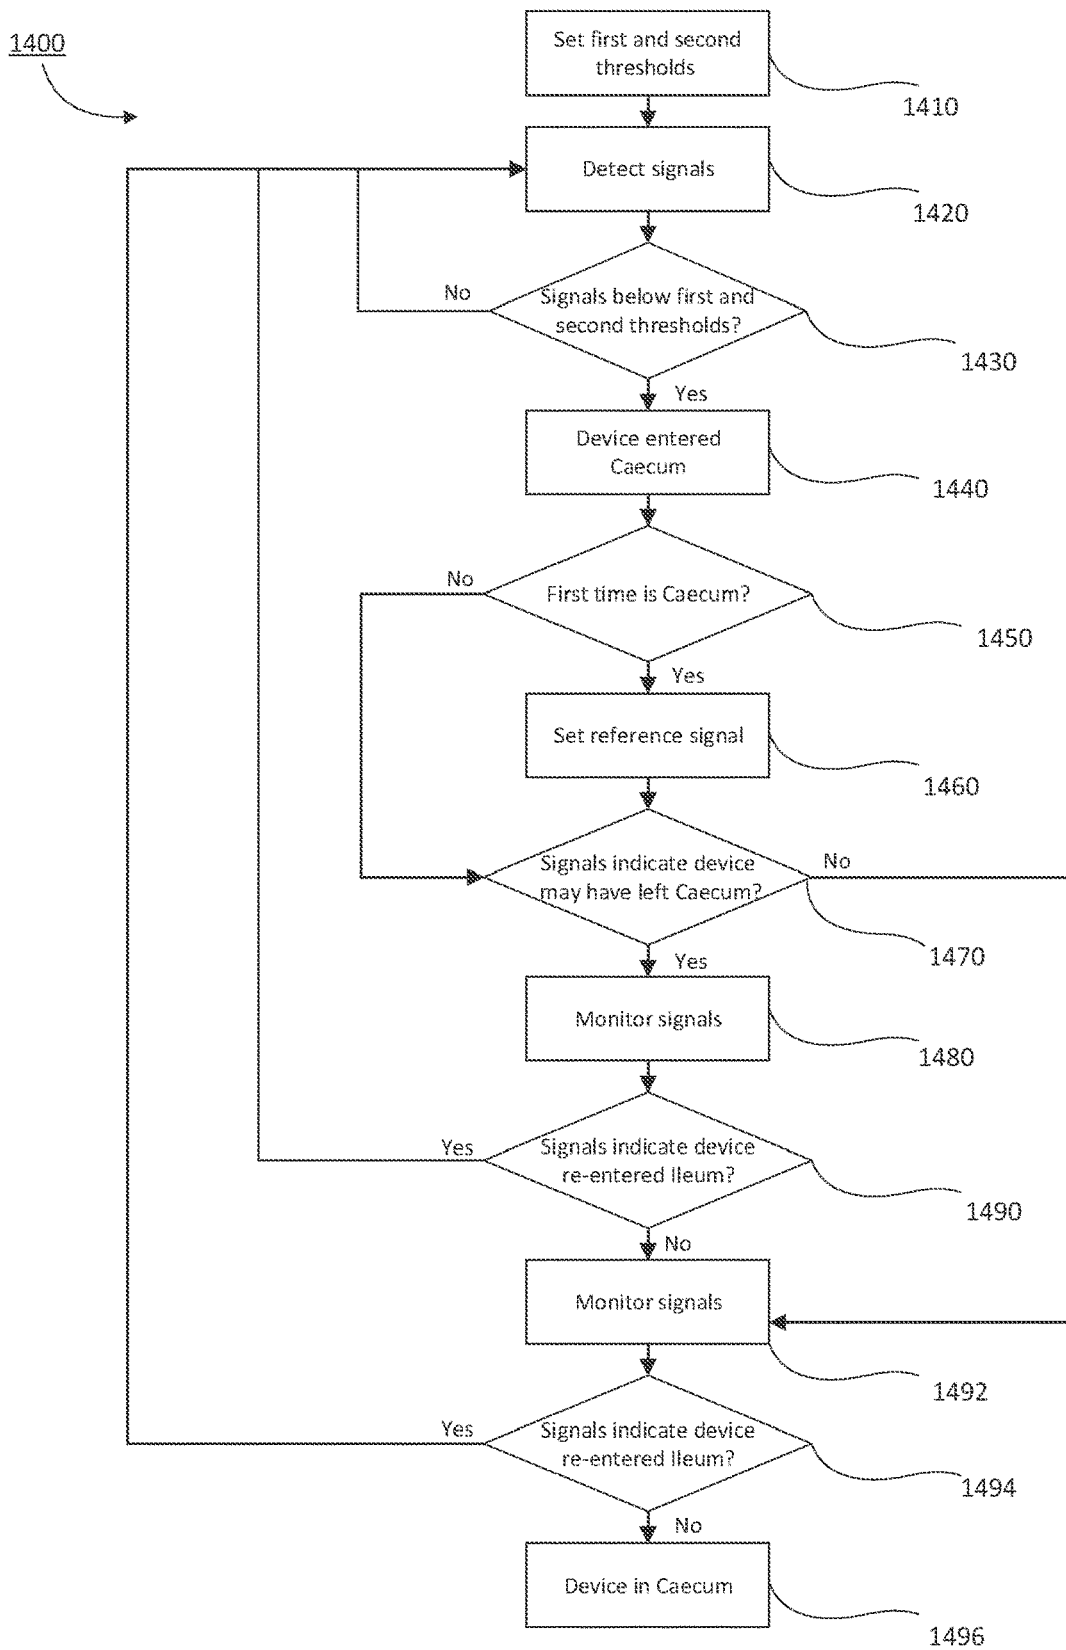 1400
Set first and second
thresholds
1410
Detect signals
1420
No
Signals below first and
second thresholds?
1430
Yes
Device entered
Caecum
1440
No
First time is Caecum?
1450
Yes
Set reference signal
1460
Signals indicate device
may have left Caecum?
No
1470
Yes
Monitor signals
1480
Yes
Signals indicate device
re-entered Ileum?
1490
No
Monitor signals
1492
Yes
Signals indicate device
re-entered Ileum?
1494
No
Device in Caecum
1496